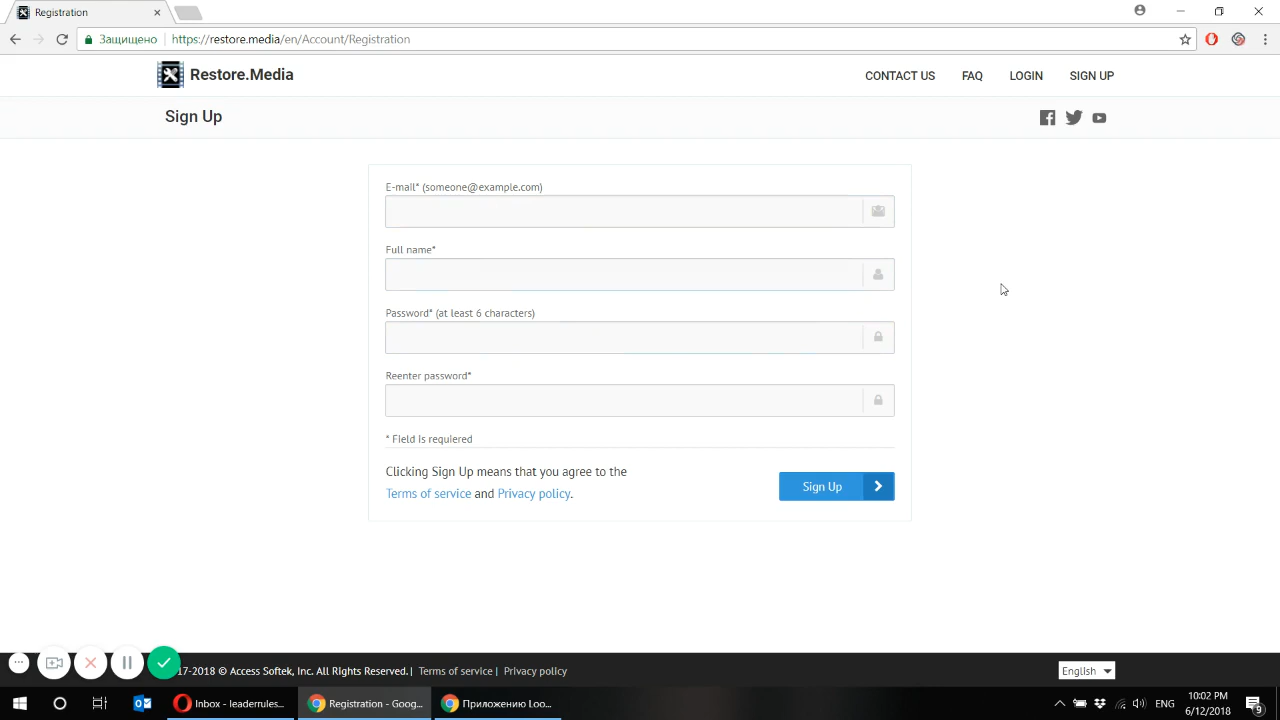 Registration
Защищено
https://restore.media/en/Account/Registration
Restore.Media
CONTACT US
FAQ
LOGIN
SIGN UP
Sign Up
E-mail* (someone@example.com)
Full name*
Password* (at least 6 characters)
Reenter password*
* Field is requiered
Clicking Sign Up means that you agree to the
Terms of service and Privacy policy.
Sign Up
17-2018 © Access Softek, Inc. All Rights Reserved. | Terms of service | Privacy policy
English
Inbox - leaderrules...
Registration - Goog...
Приложению Loo...
ENG
10:02 PM
6/12/2018
9